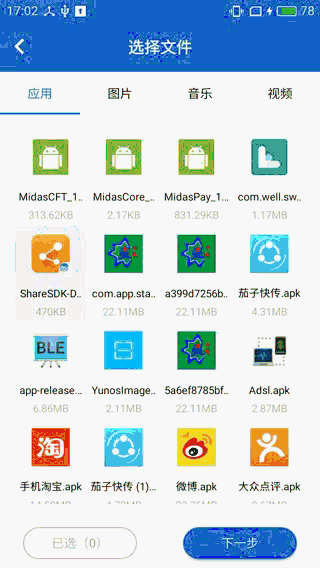 17:02 78
选择文件
应用 图片 音乐 视频
MidasCFT_1... MidasCore_... MidasPay_1... com.well.sw...
313.62KB 2.17KB 831.29KB 1.17MB
ShareSDK-D... com.app.sta... a399d7256b... 茄子快传.apk
470KB 22.11MB 22.11MB 4.31MB
BLE
app-release... YunosImage... 5a6ef8785bf... Adsl.apk
6.86MB 2.11MB 22.11MB 2.87MB
淘
手机淘宝.apk 茄子快传 (1)... 微博.apk 大众点评.apk
已选（0） 下一步